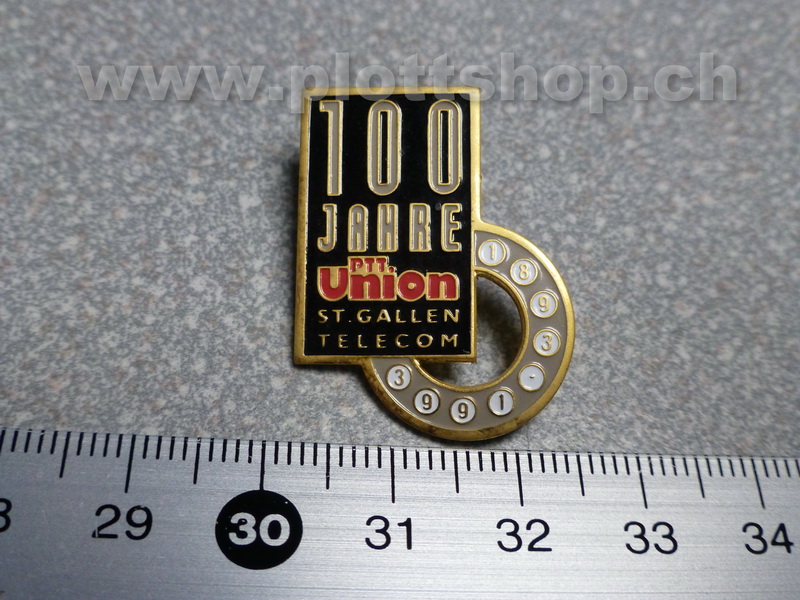 www.plottshop.ch
100
JAHRE
PTT.
Union
ST. GALLEN
TELECOM
1893-1993
29 30 31 32 33 34